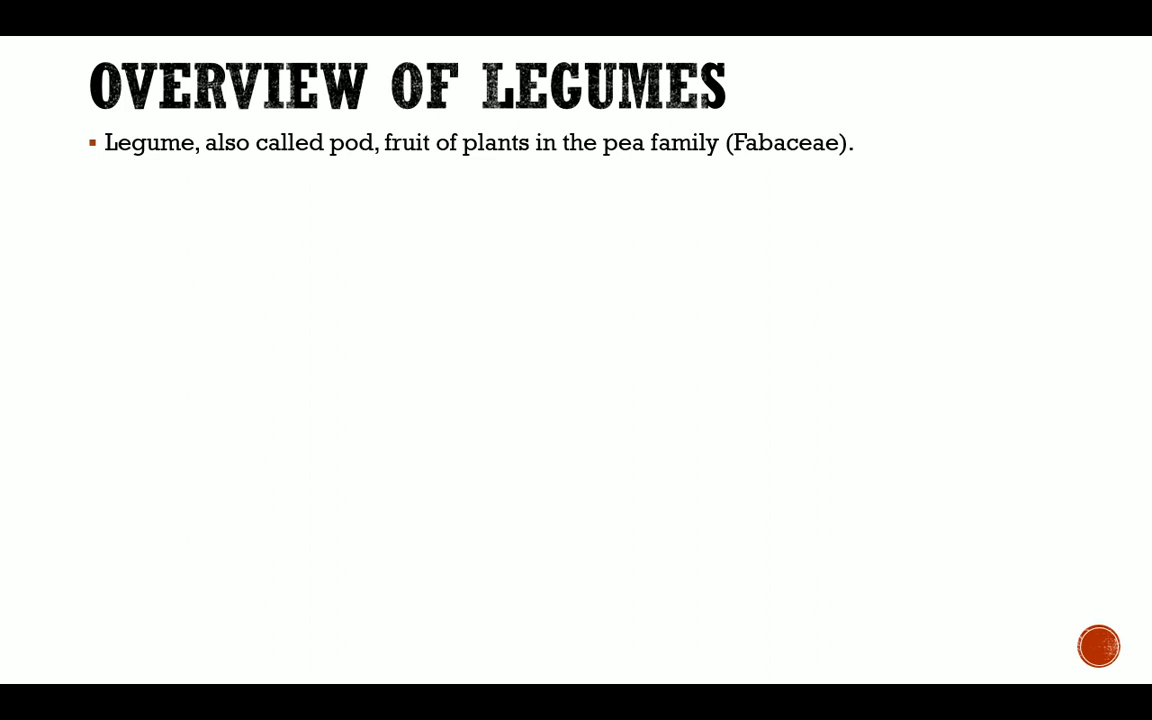 OVERVIEW OF LEGUMES
▪ Legume, also called pod, fruit of plants in the pea family (Fabaceae).